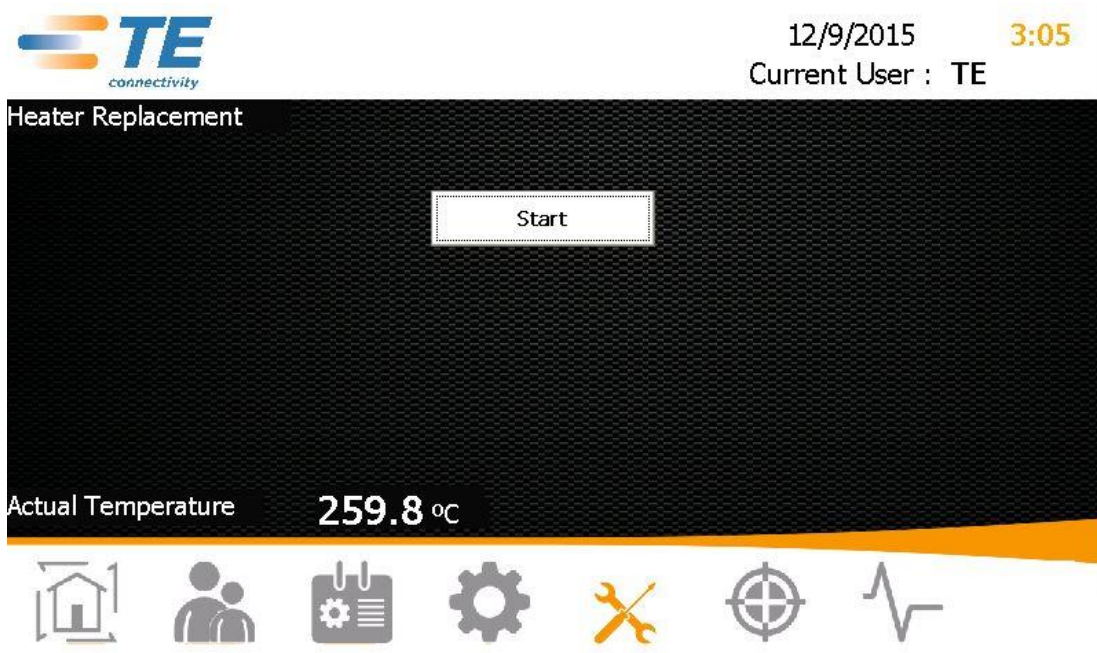 TE
connectivity
12/9/2015 3:05
Current User : TE
Heater Replacement
Start
Actual Temperature 259.8 ºC